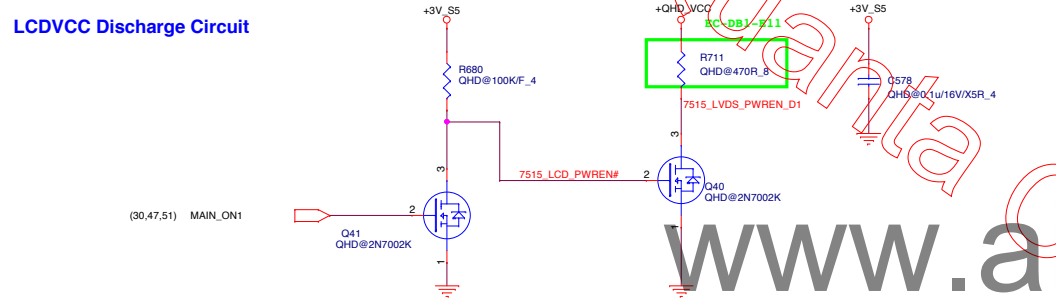 LCDVCC Discharge Circuit
+3V_S5
+QHD_VCC
+3V_S5
EC-DB1-E11
R680
QHD@100K/F_4
R711
QHD@470R_8
C578
QHD@0.1u/16V/X5R_4
7515_LVDS_PWREN_D1
3
3
7515_LCD_PWREN#
2
Q40
QHD@2N7002K
(30,47,51) MAIN_ON1
2
Q41
QHD@2N7002K
1
1
www.a
anta